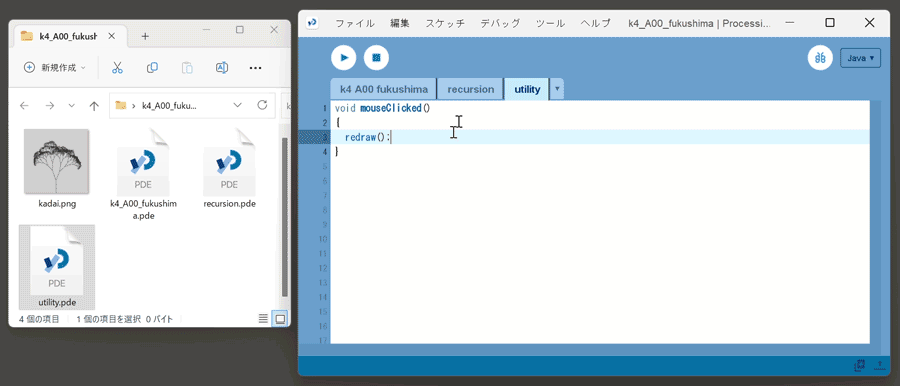 k4_A00_fukush
新規作成
k4_A00_fuku...
PDE
PDE
kadai.png
k4_A00_fukushim
a.pde
recursion.pde
PDE
utility.pde
4 個の項目
1 個の項目を選択 0 バイト
ファイル 編集 スケッチ デバッグ ツール ヘルプ
k4_A00_fukushima | Processi...
Java
k4 A00 fukushima
recursion
utility
1 void mouseClicked()
2 {
3 redraw();
4 }
5
6
7
8
9
10
11
12
13
14
15
16
17